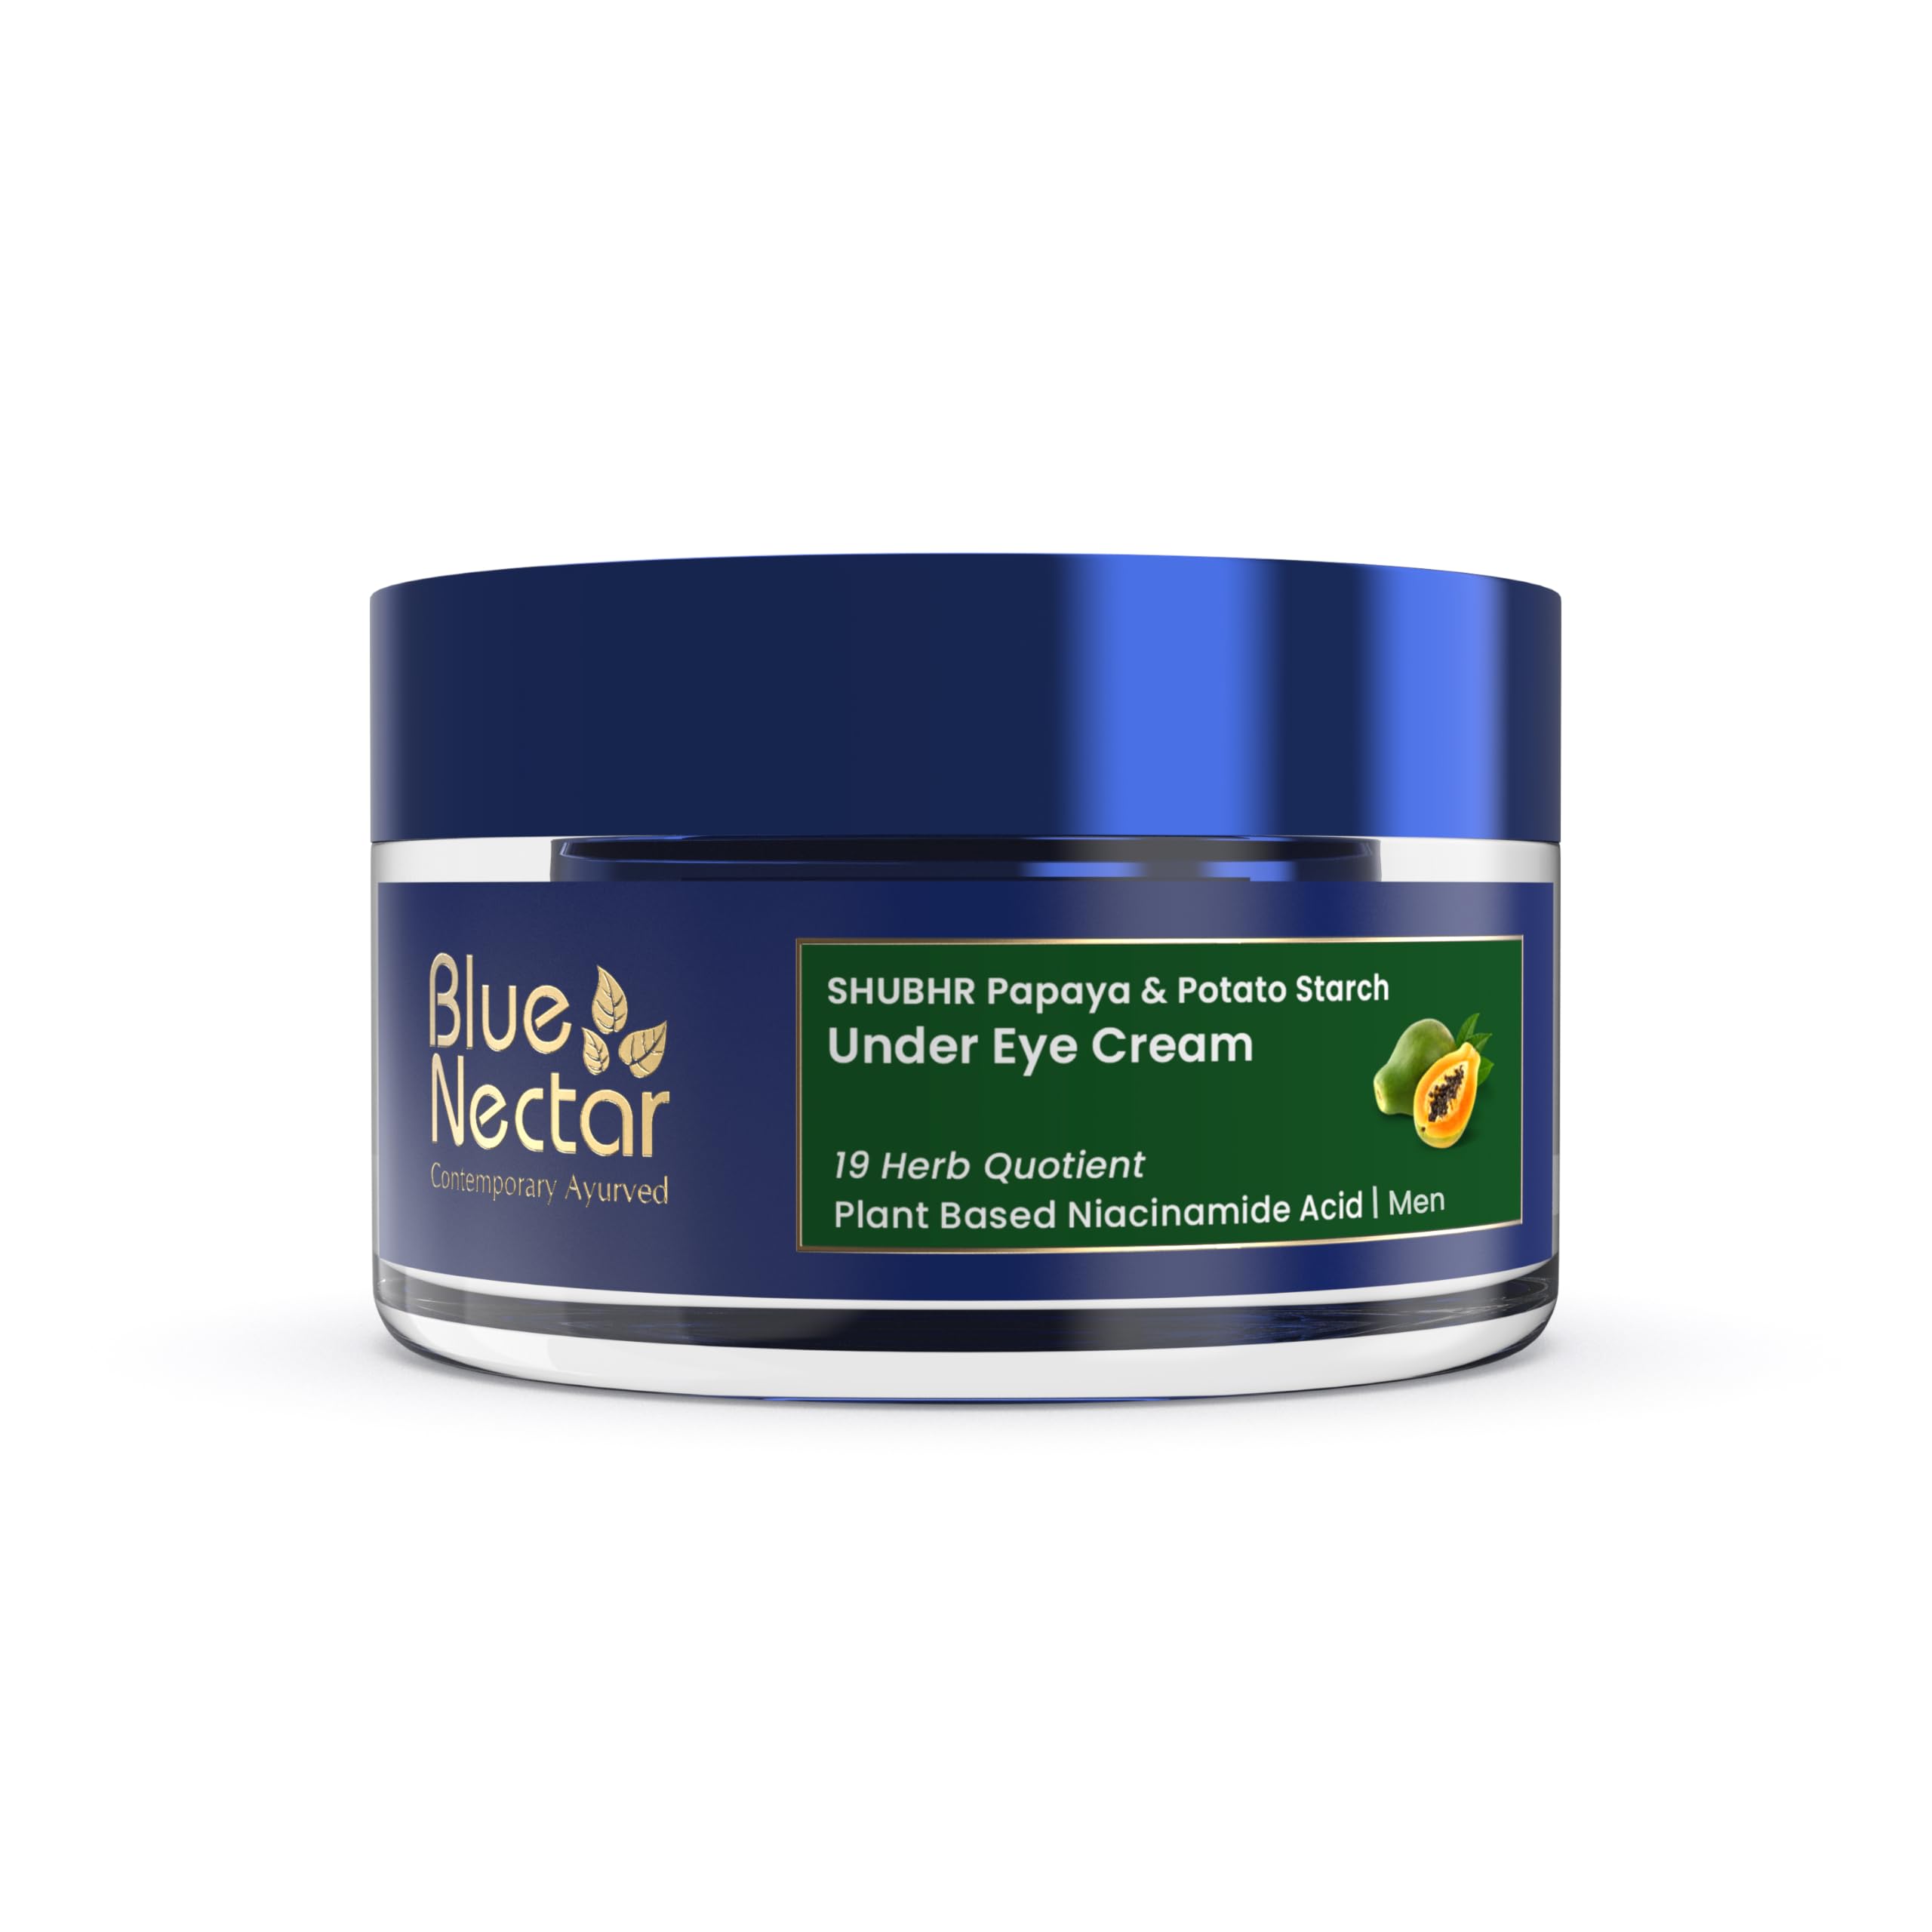 Blue
Nectar
Contemporary Ayurved
SHUBHR Papaya & Potato Starch
Under Eye Cream
19 Herb Quotient
Plant Based Niacinamide Acid | Men